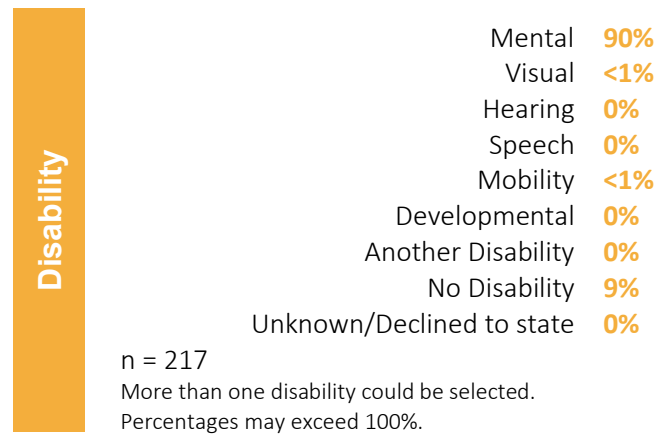 Disability
Mental 90%
Visual <1%
Hearing 0%
Speech 0%
Mobility <1%
Developmental 0%
Another Disability 0%
No Disability 9%
Unknown/Declined to state 0%
n = 217
More than one disability could be selected.
Percentages may exceed 100%.